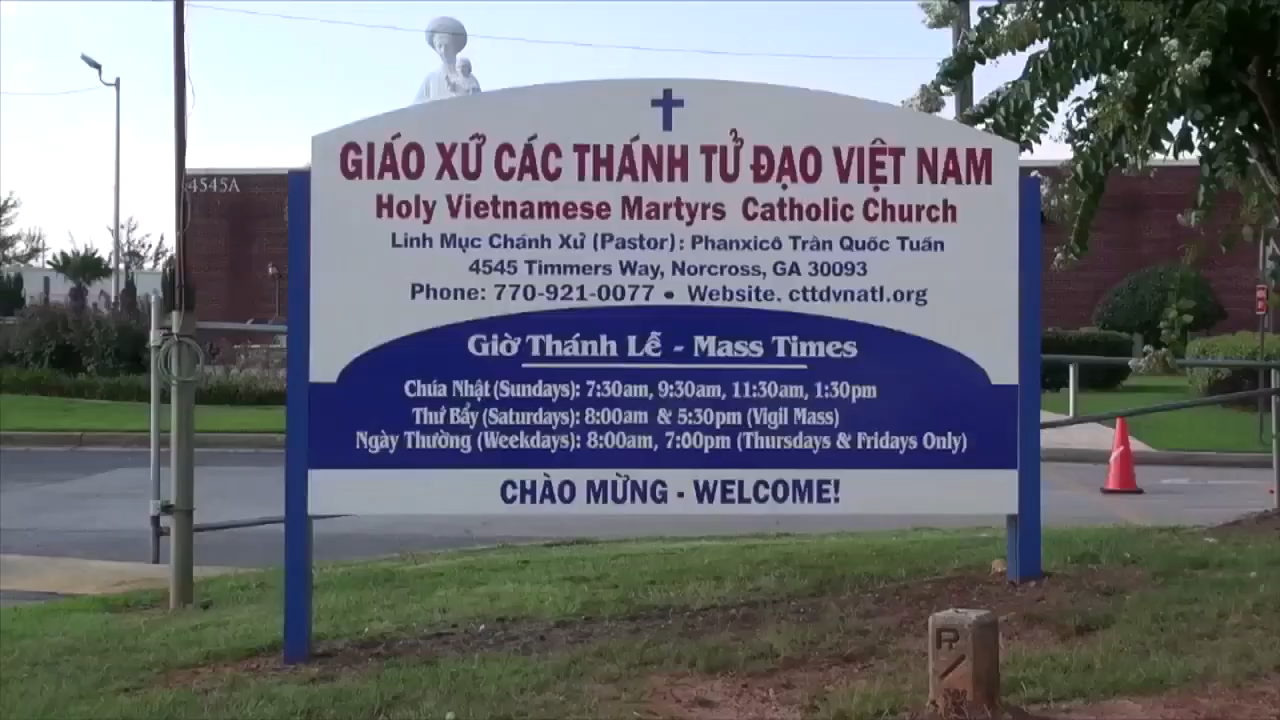 4545A
GIÁO XỨ CÁC THÁNH TỬ ĐẠO VIỆT NAM
Holy Vietnamese Martyrs Catholic Church
Linh Mục Chánh Xứ (Pastor): Phanxicô Trần Quốc Tuấn
4545 Timmers Way, Norcross, GA 30093
Phone: 770-921-0077 • Website. cttdvnatl.org
Giờ Thánh Lễ - Mass Times
Chúa Nhật (Sundays): 7:30am, 9:30am, 11:30am, 1:30pm
Thứ Bẩy (Saturdays): 8:00am & 5:30pm (Vigil Mass)
Ngày Thường (Weekdays): 8:00am, 7:00pm (Thursdays & Fridays Only)
CHÀO MỪNG - WELCOME!